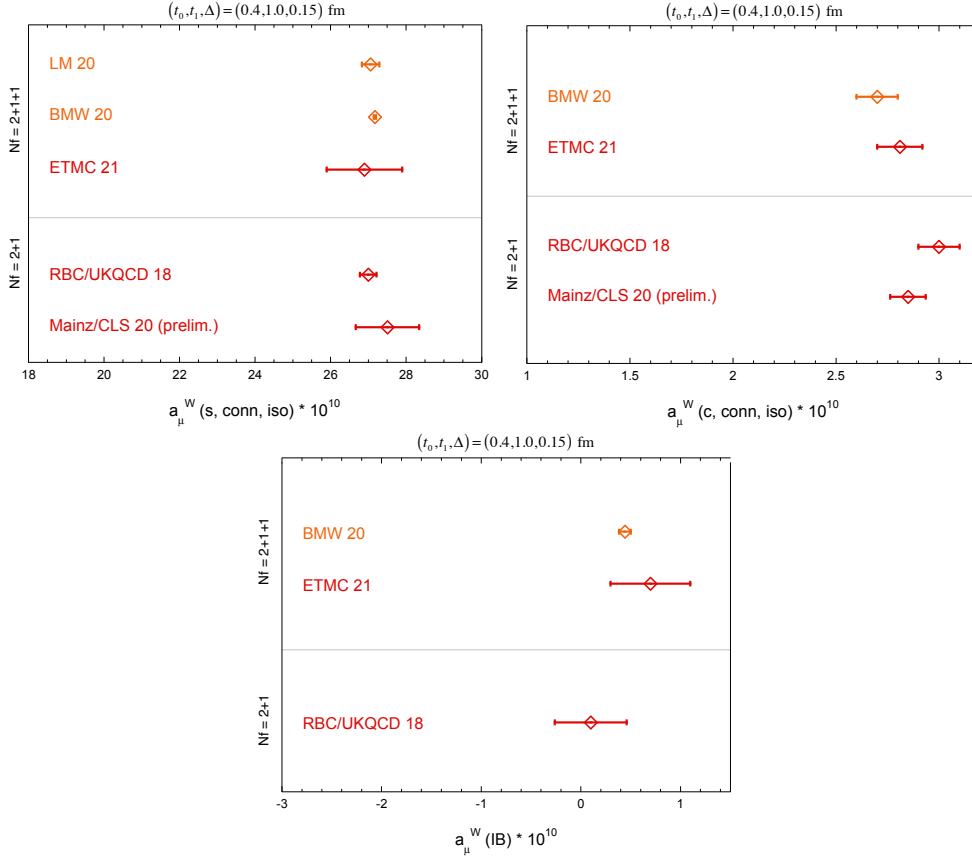 (t₀,t₁,Δ)=(0.4,1.0,0.15) fm
Nf = 2+1+1
LM 20
BMW 20
ETMC 21
Nf = 2+1
RBC/UKQCD 18
Mainz/CLS 20 (prelim.)
18 20 22 24 26 28 30
aμ^W (s, conn, iso) * 10^10
(t₀,t₁,Δ)=(0.4,1.0,0.15) fm
Nf = 2+1+1
BMW 20
ETMC 21
Nf = 2+1
RBC/UKQCD 18
Mainz/CLS 20 (prelim.)
1 1.5 2 2.5 3
aμ^W (c, conn, iso) * 10^10
(t₀,t₁,Δ)=(0.4,1.0,0.15) fm
Nf = 2+1+1
BMW 20
ETMC 21
Nf = 2+1
RBC/UKQCD 18
-3 -2 -1 0 1
aμ^W (IB) * 10^10